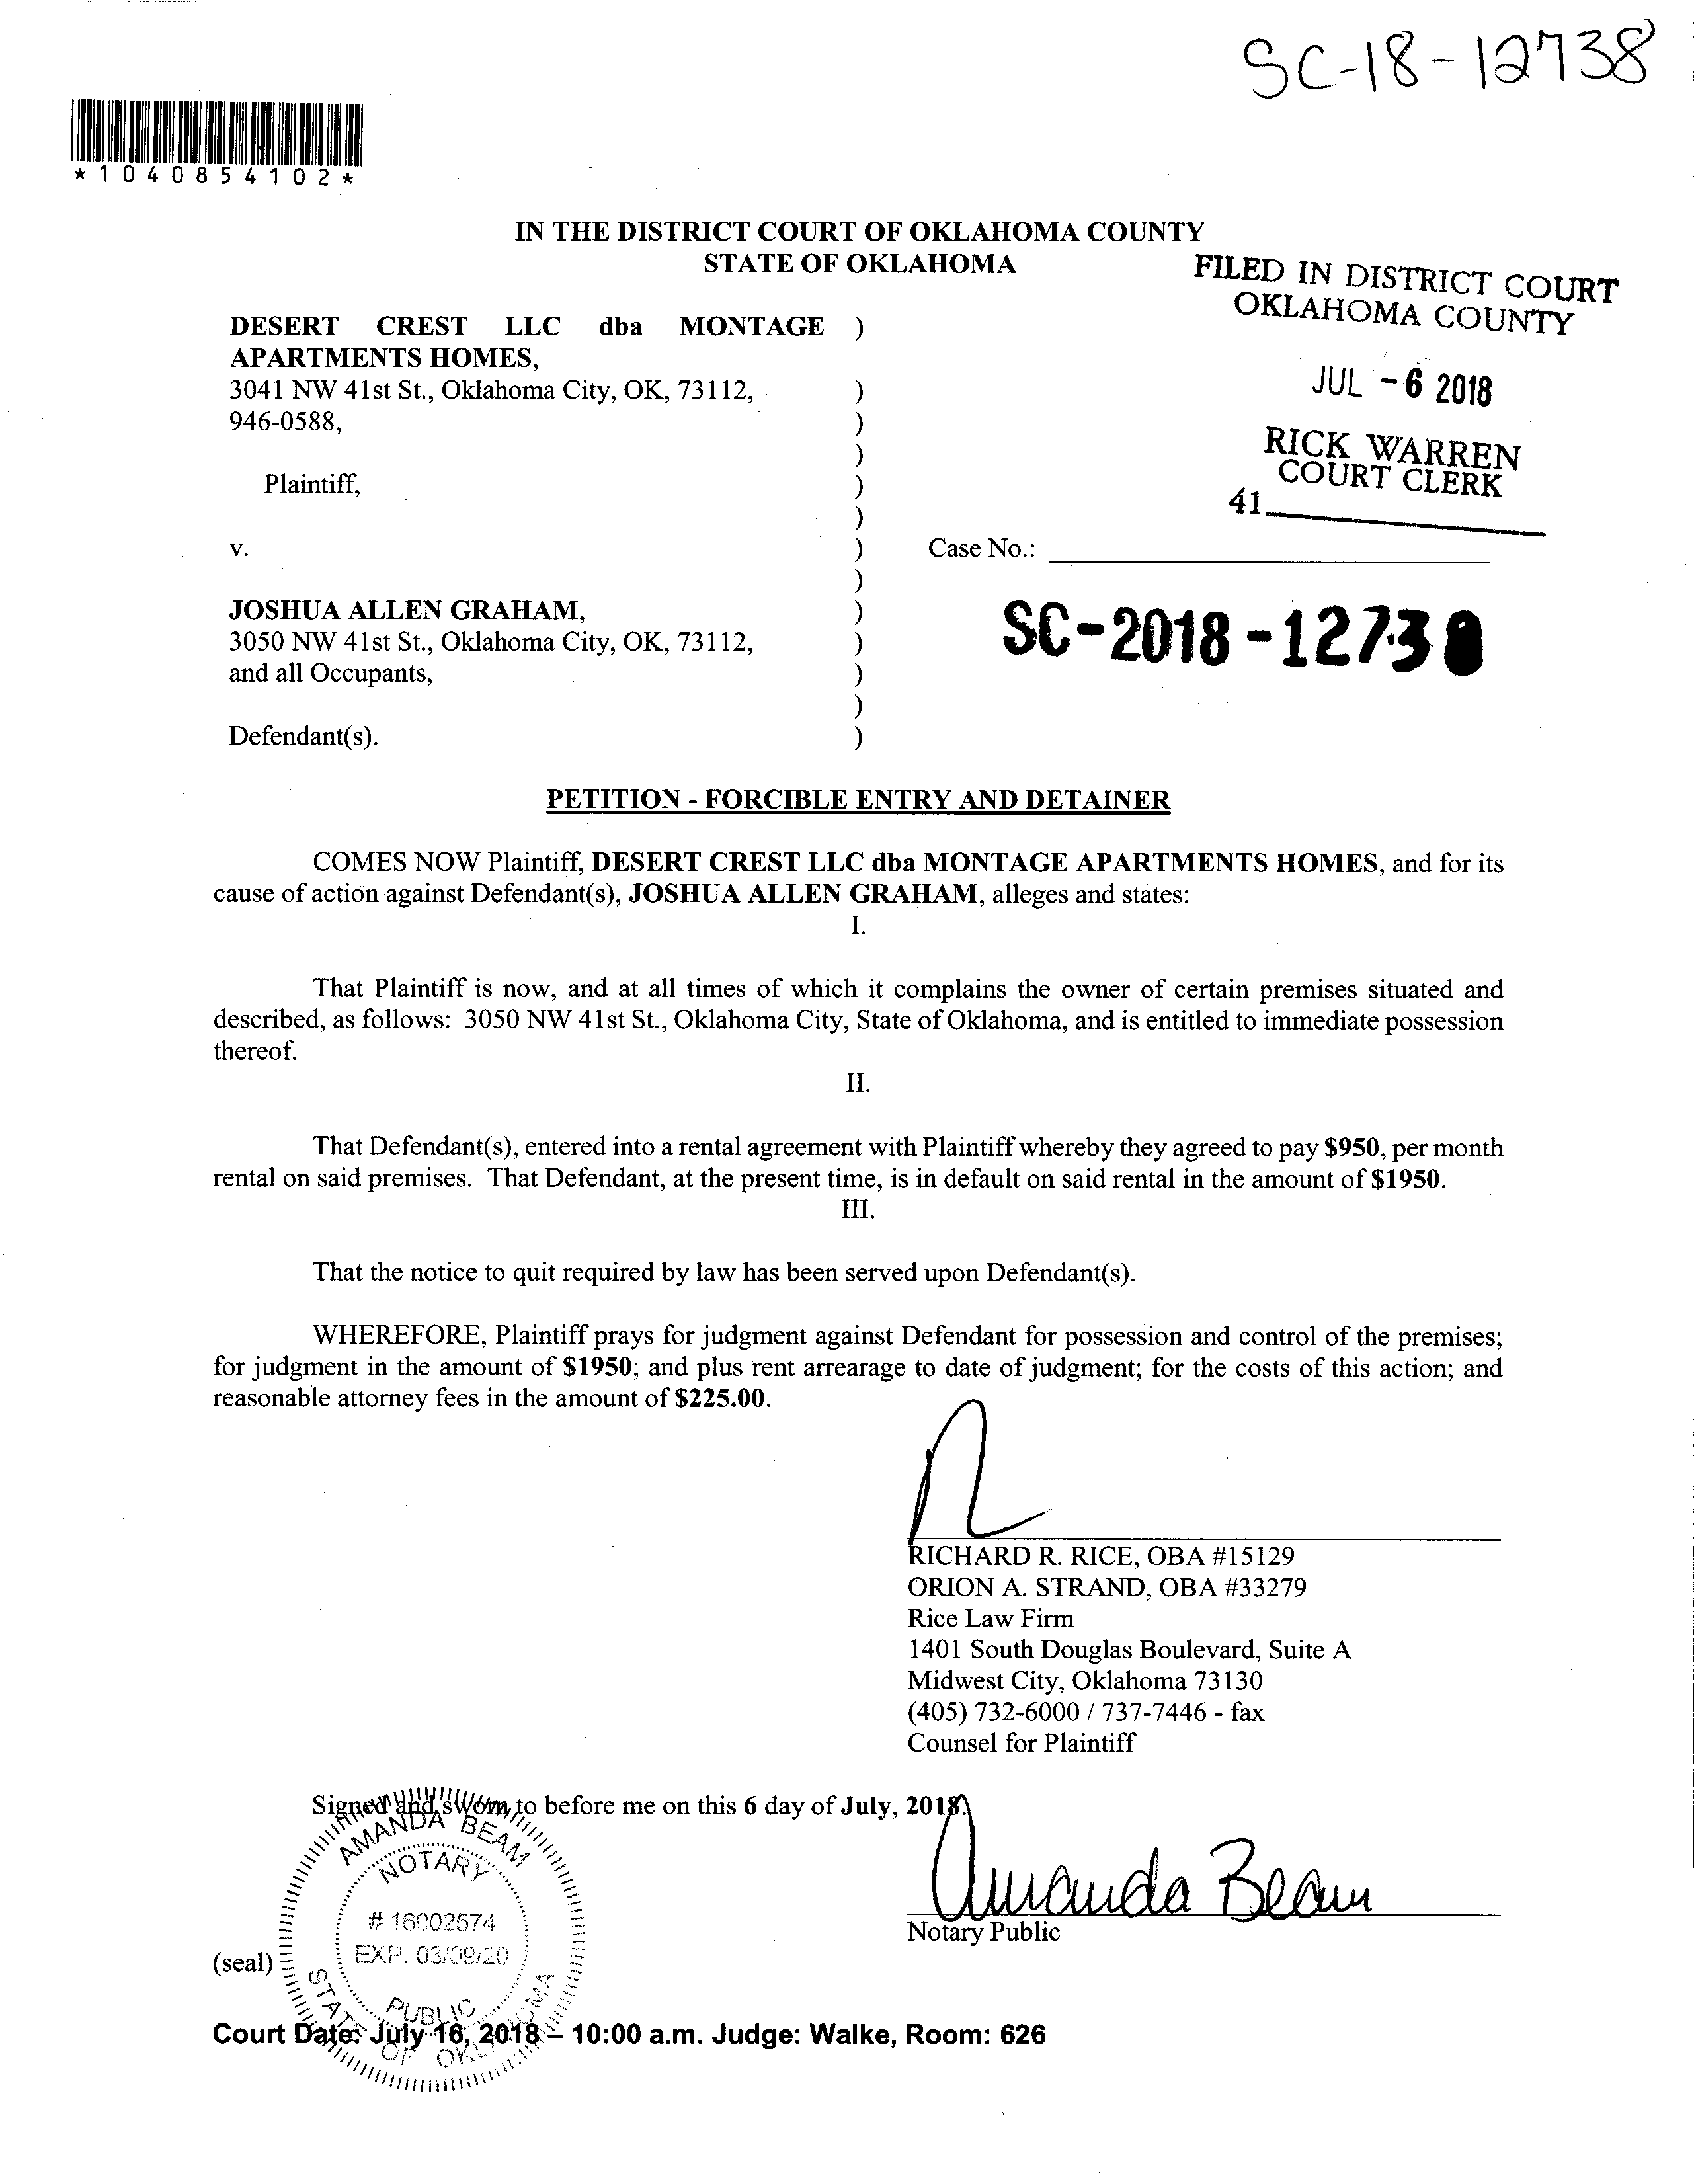 SC-18-12738
*1040854102*
IN THE DISTRICT COURT OF OKLAHOMA COUNTY
STATE OF OKLAHOMA
FILED IN DISTRICT COURT
OKLAHOMA COUNTY
JUL -6 2018
RICK WARREN
COURT CLERK
41
DESERT CREST LLC dba MONTAGE )
APARTMENTS HOMES,
3041 NW 41st St., Oklahoma City, OK, 73112, )
946-0588, )
)
Plaintiff, )
)
v. ) Case No.:
)
JOSHUA ALLEN GRAHAM, )
3050 NW 41st St., Oklahoma City, OK, 73112, )
and all Occupants, )
)
Defendant(s). )
SC-2018-12738
PETITION - FORCIBLE ENTRY AND DETAINER
COMES NOW Plaintiff, DESERT CREST LLC dba MONTAGE APARTMENTS HOMES, and for its
cause of action against Defendant(s), JOSHUA ALLEN GRAHAM, alleges and states:
I.
That Plaintiff is now, and at all times of which it complains the owner of certain premises situated and
described, as follows: 3050 NW 41st St., Oklahoma City, State of Oklahoma, and is entitled to immediate possession
thereof.
II.
That Defendant(s), entered into a rental agreement with Plaintiff whereby they agreed to pay $950, per month
rental on said premises. That Defendant, at the present time, is in default on said rental in the amount of $1950.
III.
That the notice to quit required by law has been served upon Defendant(s).
WHEREFORE, Plaintiff prays for judgment against Defendant for possession and control of the premises;
for judgment in the amount of $1950; and plus rent arrearage to date of judgment; for the costs of this action; and
reasonable attorney fees in the amount of $225.00.
RICHARD R. RICE, OBA #15129
ORION A. STRAND, OBA #33279
Rice Law Firm
1401 South Douglas Boulevard, Suite A
Midwest City, Oklahoma 73130
(405) 732-6000 / 737-7446 - fax
Counsel for Plaintiff
Signed and sworn to before me on this 6 day of July, 2018.
Amanda Beam
Notary Public
(seal)
AMANDA BEAM
NOTARY
# 16002574
EXP. 03/09/20
PUBLIC
STATE OF OKLAHOMA
Court Date: July 16, 2018 – 10:00 a.m. Judge: Walke, Room: 626